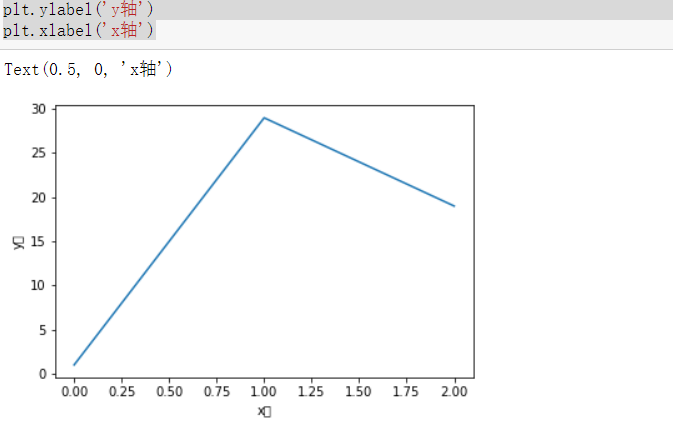 plt.ylabel('y轴')
plt.xlabel('x轴')
Text(0.5, 0, 'x轴')
30
25
20
15
10
5
0
y□
0.00 0.25 0.50 0.75 1.00 1.25 1.50 1.75 2.00
x□